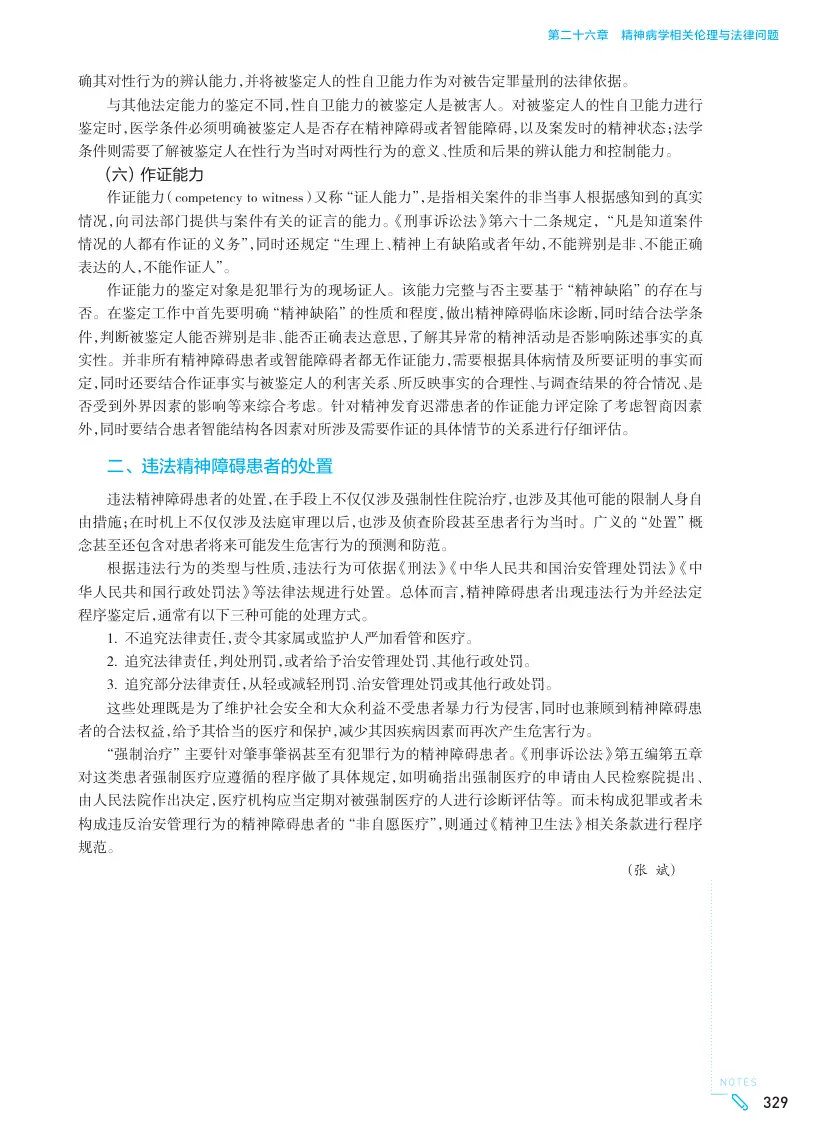 第二十六章 精神病学相关伦理与法律问题
确其对性行为的辨认能力,并将被鉴定人的性自卫能力作为对被告定罪量刑的法律依据。
与其他法定能力的鉴定不同,性自卫能力的被鉴定人是被害人。对被鉴定人的性自卫能力进行
鉴定时,医学条件必须明确被鉴定人是否存在精神障碍或者智能障碍,以及案发时的精神状态;法学
条件则需要了解被鉴定人在性行为当时对两性行为的意义、性质和后果的辨认能力和控制能力。
(六)作证能力
作证能力(competency to witness)又称“证人能力”,是指相关案件的非当事人根据感知到的真实
情况,向司法部门提供与案件有关的证言的能力。《刑事诉讼法》第六十二条规定,“凡是知道案件
情况的人都有作证的义务”,同时还规定“生理上、精神上有缺陷或者年幼,不能辨别是非、不能正确
表达的人,不能作证人”。
作证能力的鉴定对象是犯罪行为的现场证人。该能力完整与否主要基于“精神缺陷”的存在与
否。在鉴定工作中首先要明确“精神缺陷”的性质和程度,做出精神障碍临床诊断,同时结合法学条
件,判断被鉴定人能否辨别是非、能否正确表达意思,了解其异常的精神活动是否影响陈述事实的真
实性。并非所有精神障碍患者或智能障碍者都无作证能力,需要根据具体病情及所要证明的事实而
定,同时还要结合作证事实与被鉴定人的利害关系、所反映事实的合理性、与调查结果的符合情况、是
否受到外界因素的影响等来综合考虑。针对精神发育迟滞患者的作证能力评定除了考虑智商因素
外,同时要结合患者智能结构各因素对所涉及需要作证的具体情节的关系进行仔细评估。
二、违法精神障碍患者的处置
违法精神障碍患者的处置,在手段上不仅仅涉及强制性住院治疗,也涉及其他可能的限制人身自
由措施;在时机上不仅仅涉及法庭审理以后,也涉及侦查阶段甚至患者行为当时。广义的“处置”概
念甚至还包含对患者将来可能发生危害行为的预测和防范。
根据违法行为的类型与性质,违法行为可依据《刑法》《中华人民共和国治安管理处罚法》《中
华人民共和国行政处罚法》等法律法规进行处置。总体而言,精神障碍患者出现违法行为并经法定
程序鉴定后,通常有以下三种可能的处理方式。
1. 不追究法律责任,责令其家属或监护人严加看管和医疗。
2. 追究法律责任,判处刑罚,或者给予治安管理处罚、其他行政处罚。
3. 追究部分法律责任,从轻或减轻刑罚、治安管理处罚或其他行政处罚。
这些处理既是为了维护社会安全和大众利益不受患者暴力行为侵害,同时也兼顾到精神障碍患
者的合法权益,给予其恰当的医疗和保护,减少其因疾病因素而再次产生危害行为。
“强制治疗”主要针对肇事肇祸甚至有犯罪行为的精神障碍患者。《刑事诉讼法》第五编第五章
对这类患者强制医疗应遵循的程序做了具体规定,如明确指出强制医疗的申请由人民检察院提出、
由人民法院作出决定,医疗机构应当定期对被强制医疗的人进行诊断评估等。而未构成犯罪或者未
构成违反治安管理行为的精神障碍患者的“非自愿医疗”,则通过《精神卫生法》相关条款进行程序
规范。
(张 斌)
NOTES
329